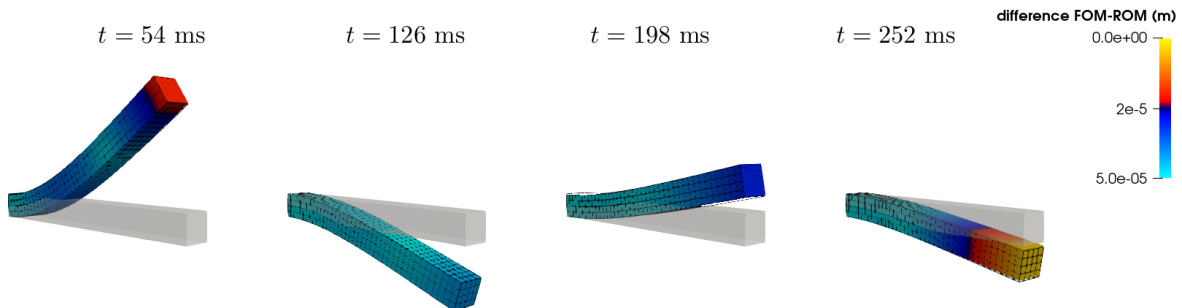 t = 54 ms
t = 126 ms
t = 198 ms
t = 252 ms
difference FOM-ROM (m)
0.0e+00
2e-5
5.0e-05